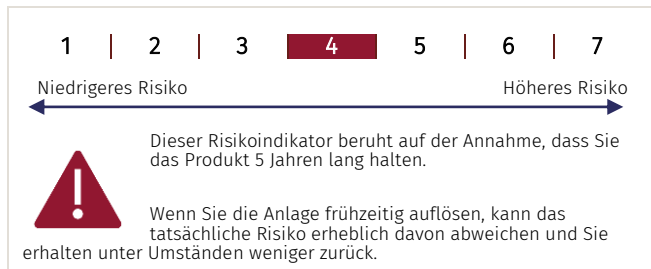 1 | 2 | 3 | 4 | 5 | 6 | 7
Niedrigeres Risiko Höheres Risiko
Dieser Risikoindikator beruht auf der Annahme, dass Sie
das Produkt 5 Jahren lang halten.
Wenn Sie die Anlage frühzeitig auflösen, kann das
tatsächliche Risiko erheblich davon abweichen und Sie
erhalten unter Umständen weniger zurück.